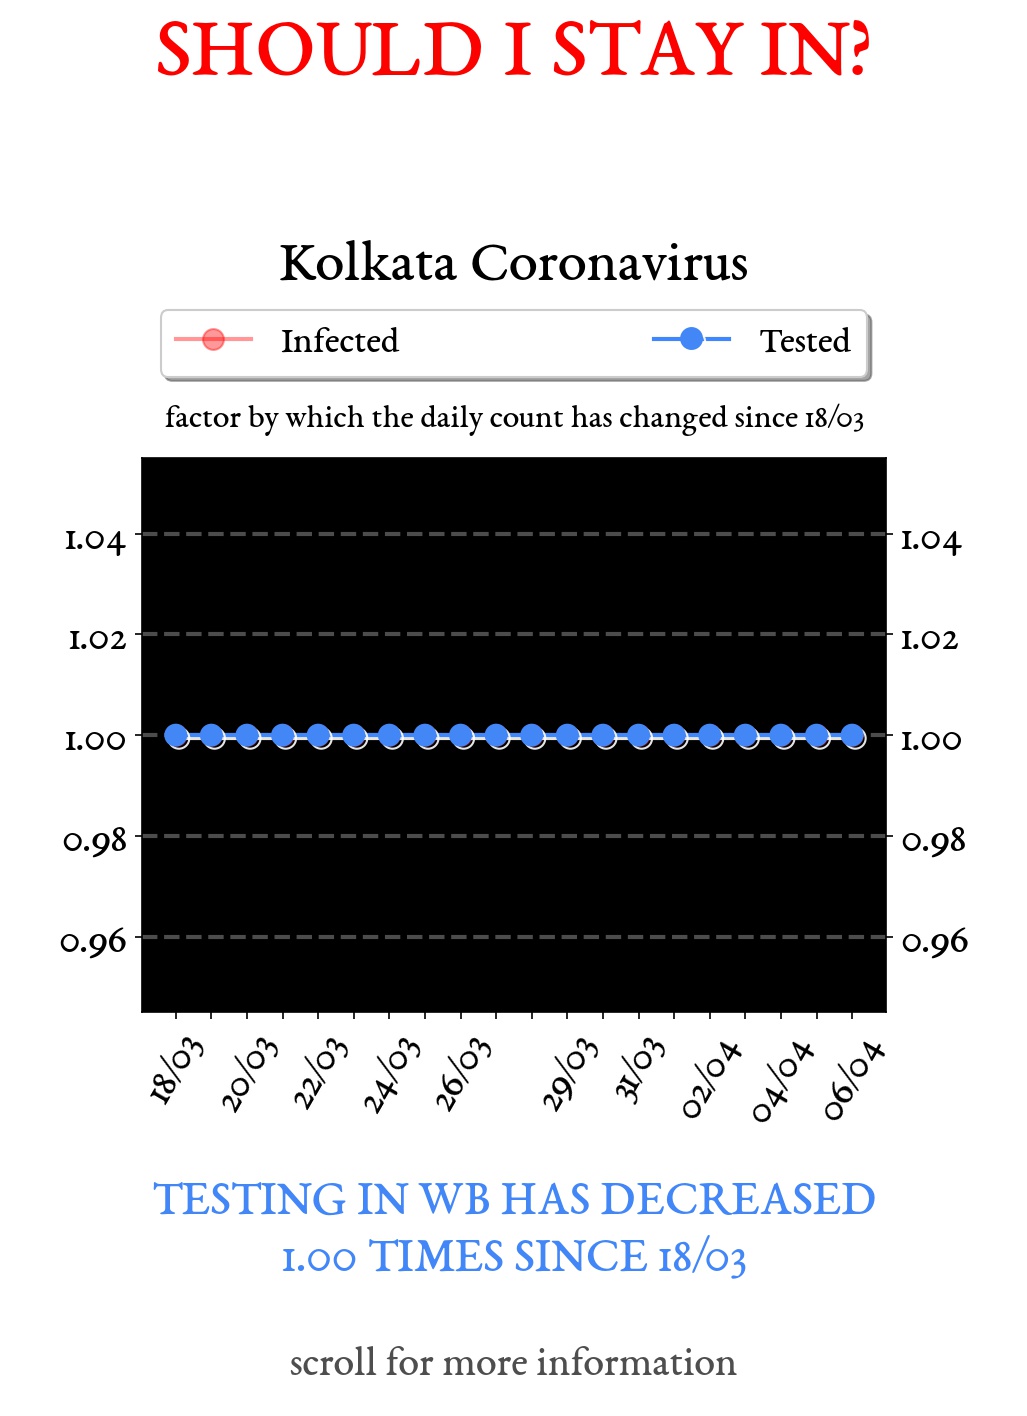 SHOULD I STAY IN?
Kolkata Coronavirus
Infected Tested
factor by which the daily count has changed since 18/03
1.04 1.04
1.02 1.02
1.00 1.00
0.98 0.98
0.96 0.96
18/03 20/03 22/03 24/03 26/03 29/03 31/03 02/04 04/04 06/04
TESTING IN WB HAS DECREASED
1.00 TIMES SINCE 18/03
scroll for more information